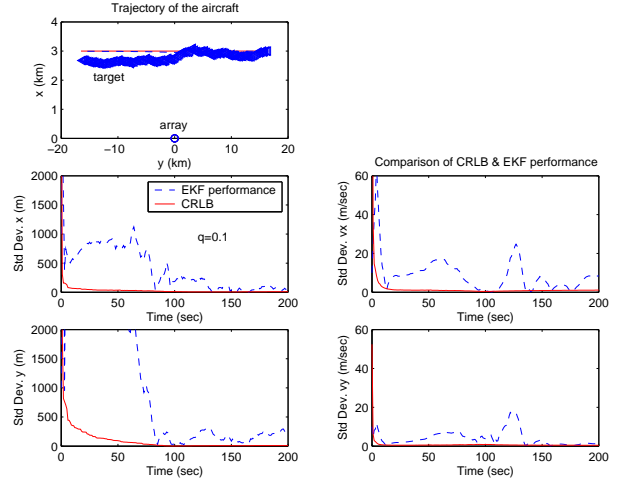 Trajectory of the aircraft
4
3
2
1
0
x (km)
target
array
−20 −10 0 10 20
y (km)
2000
1500
1000
500
0
Std Dev. x (m)
EKF performance
CRLB
q=0.1
0 50 100 150 200
Time (sec)
Comparison of CRLB & EKF performance
60
40
20
0
Std Dev. vx (m/sec)
0 50 100 150 200
Time (sec)
2000
1500
1000
500
0
Std Dev. y (m)
0 50 100 150 200
Time (sec)
60
40
20
0
Std Dev. vy (m/sec)
0 50 100 150 200
Time (sec)